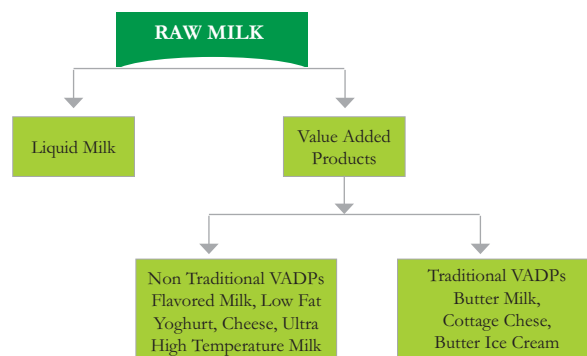 RAW MILK
Liquid Milk
Value Added
Products
Non Traditional VADPs
Flavored Milk, Low Fat
Yoghurt, Cheese, Ultra
High Temperature Milk
Traditional VADPs
Butter Milk,
Cottage Chese,
Butter Ice Cream